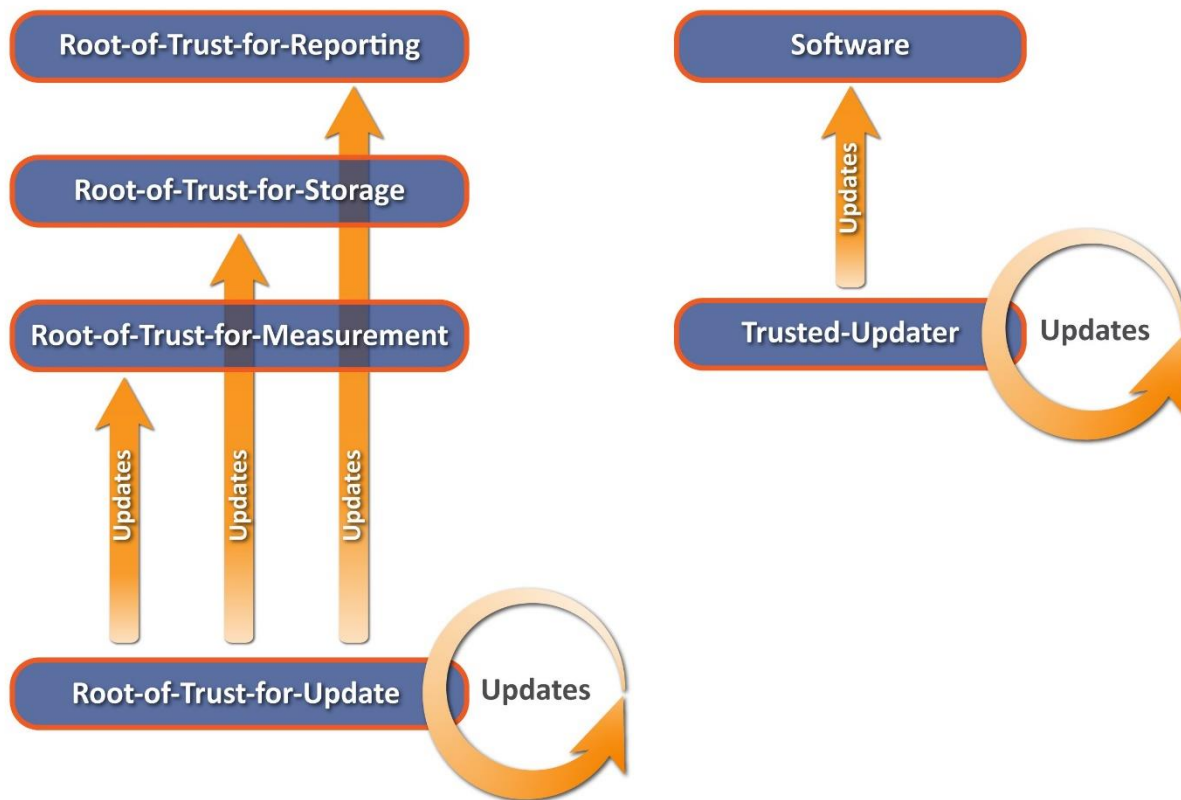 Root-of-Trust-for-Reporting
Root-of-Trust-for-Storage
Root-of-Trust-for-Measurement
Updates
Updates
Updates
Root-of-Trust-for-Update
Updates
Software
Updates
Trusted-Updater
Updates